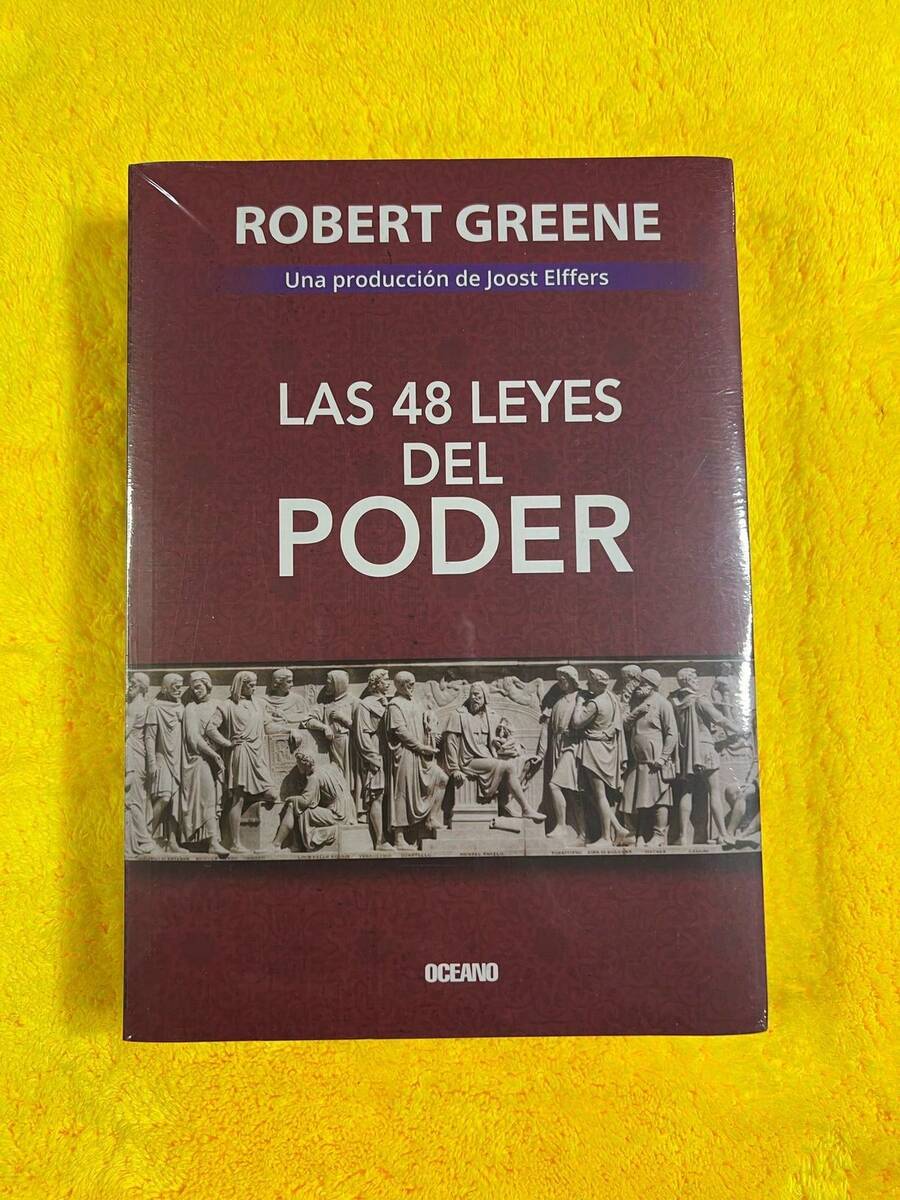 ROBERT GREENE
Una producción de Joost Elffers
LAS 48 LEYES
DEL
PODER
OCEANO